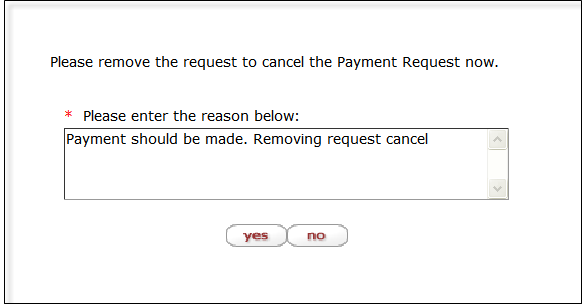 Please remove the request to cancel the Payment Request now.
* Please enter the reason below:
Payment should be made. Removing request cancel
yes no